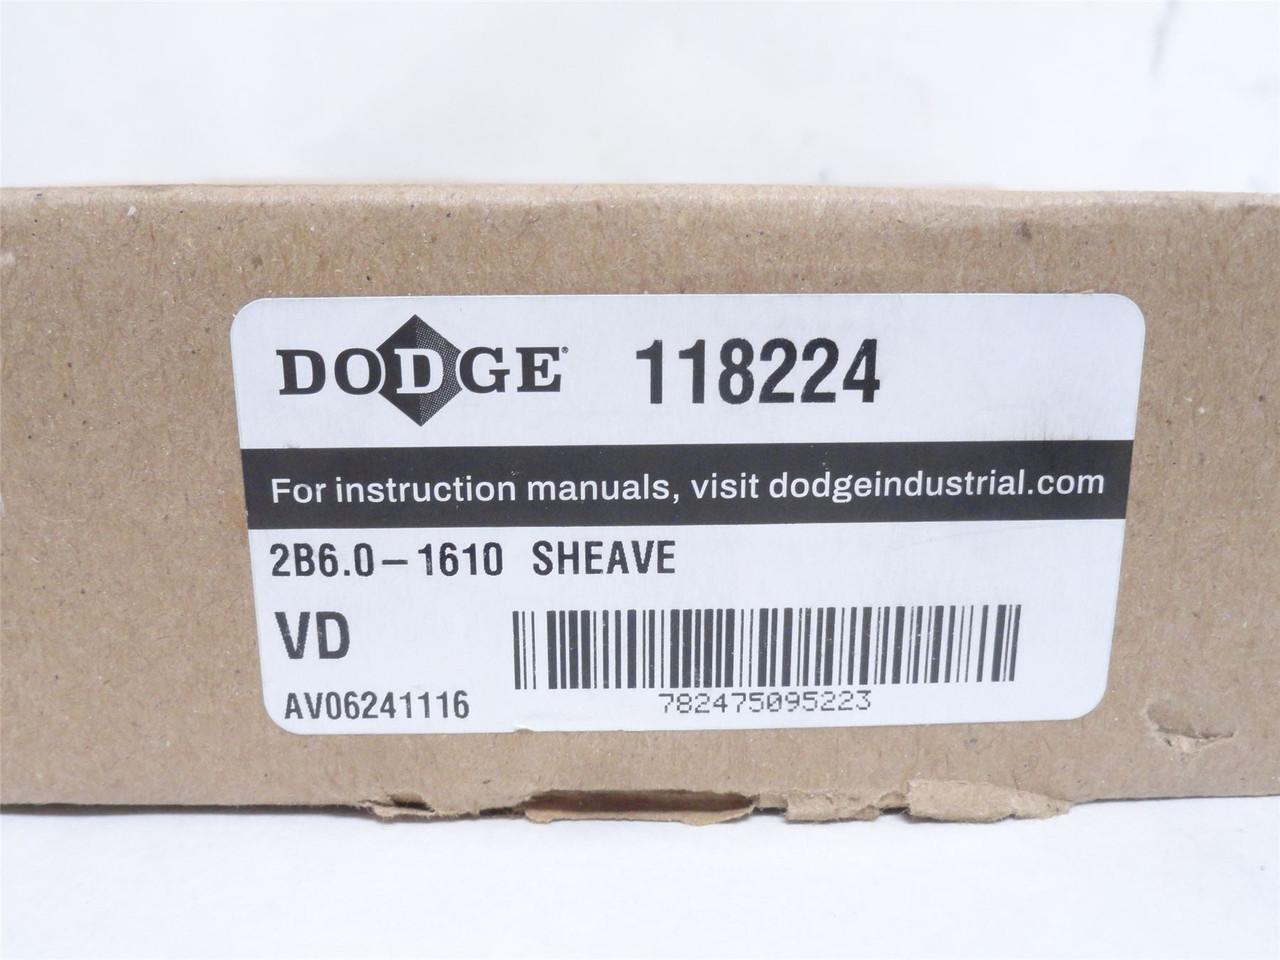 DODGE® 118224
For instruction manuals, visit dodgeindustrial.com
2B6.0-1610 SHEAVE
VD
AV06241116
782475095223